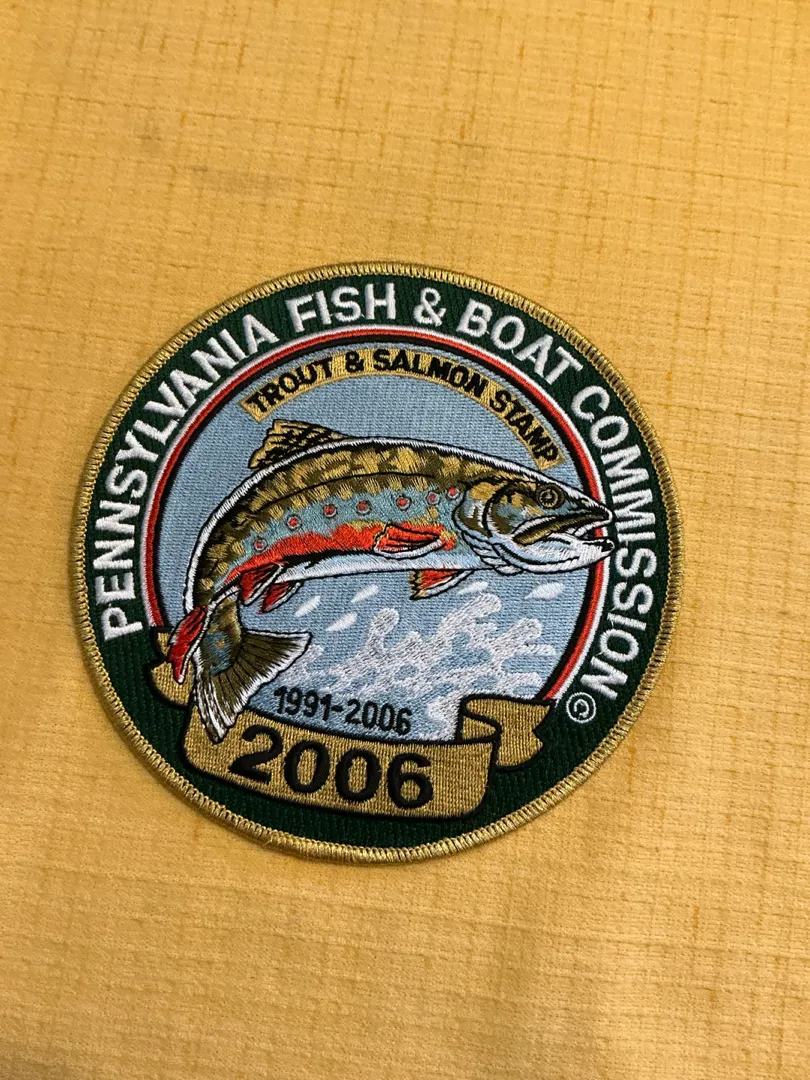 PENNSYLVANIA FISH & BOAT COMMISSION ©
TROUT & SALMON STAMP
1991-2006
2006